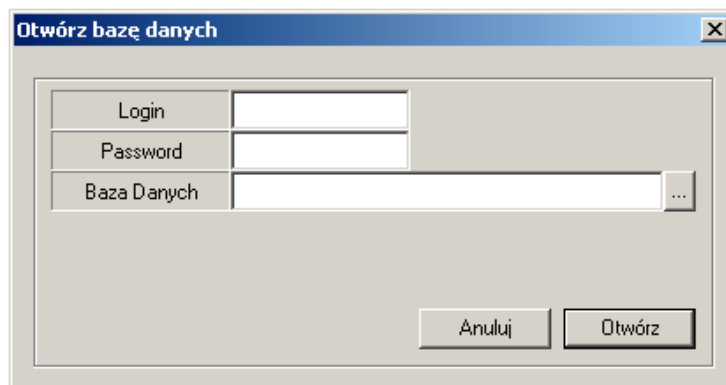 Otwórz bazę danych
Login
Password
Baza Danych
...
Anuluj
Otwórz